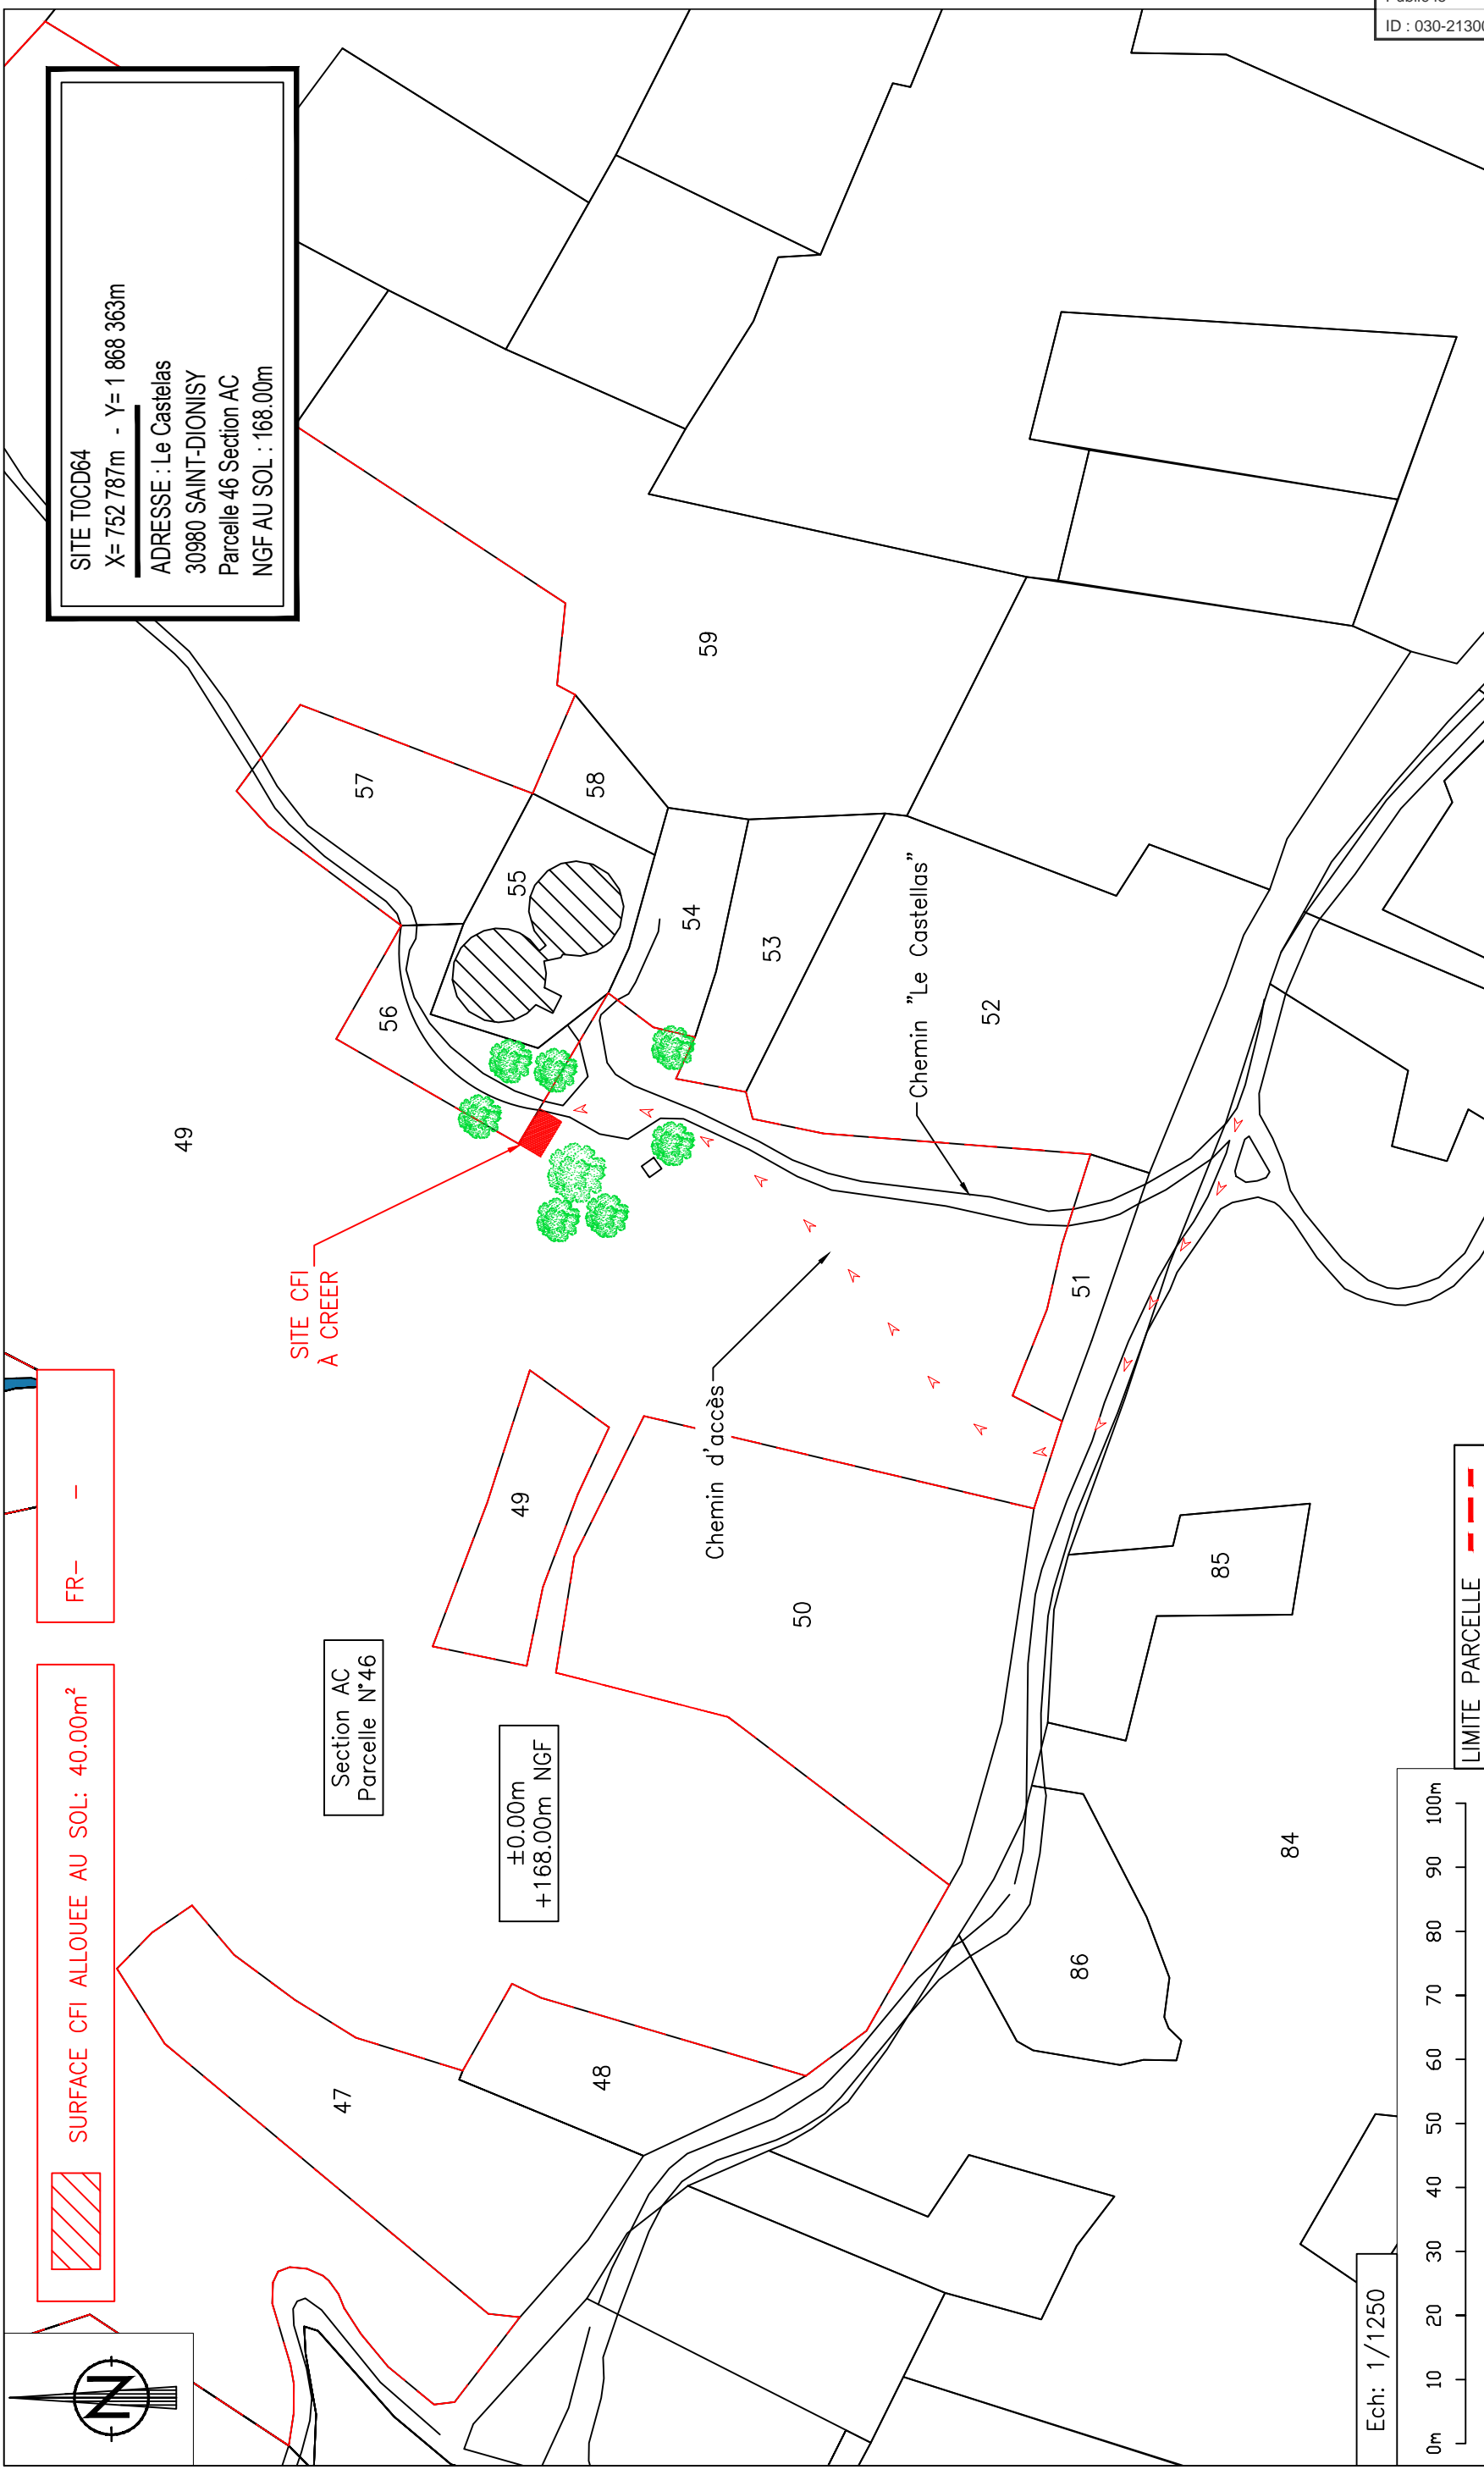 ID : 030-21300
SITE T0CD64
X= 752 787m - Y= 1 868 363m
ADRESSE : Le Castelas
30980 SAINT-DIONISY
Parcelle 46 Section AC
NGF AU SOL : 168.00m
SURFACE CFI ALLOUEE AU SOL: 40.00m²
FR- -
Section AC
Parcelle N°46
±0.00m
+168.00m NGF
SITE CFI
À CREER
49
57
56
55
58
59
54
53
52
Chemin "Le Castellas"
Chemin d'accès
51
49
50
47
48
85
86
84
Ech: 1/1250
0m 10 20 30 40 50 60 70 80 90 100m
LIMITE PARCELLE
N